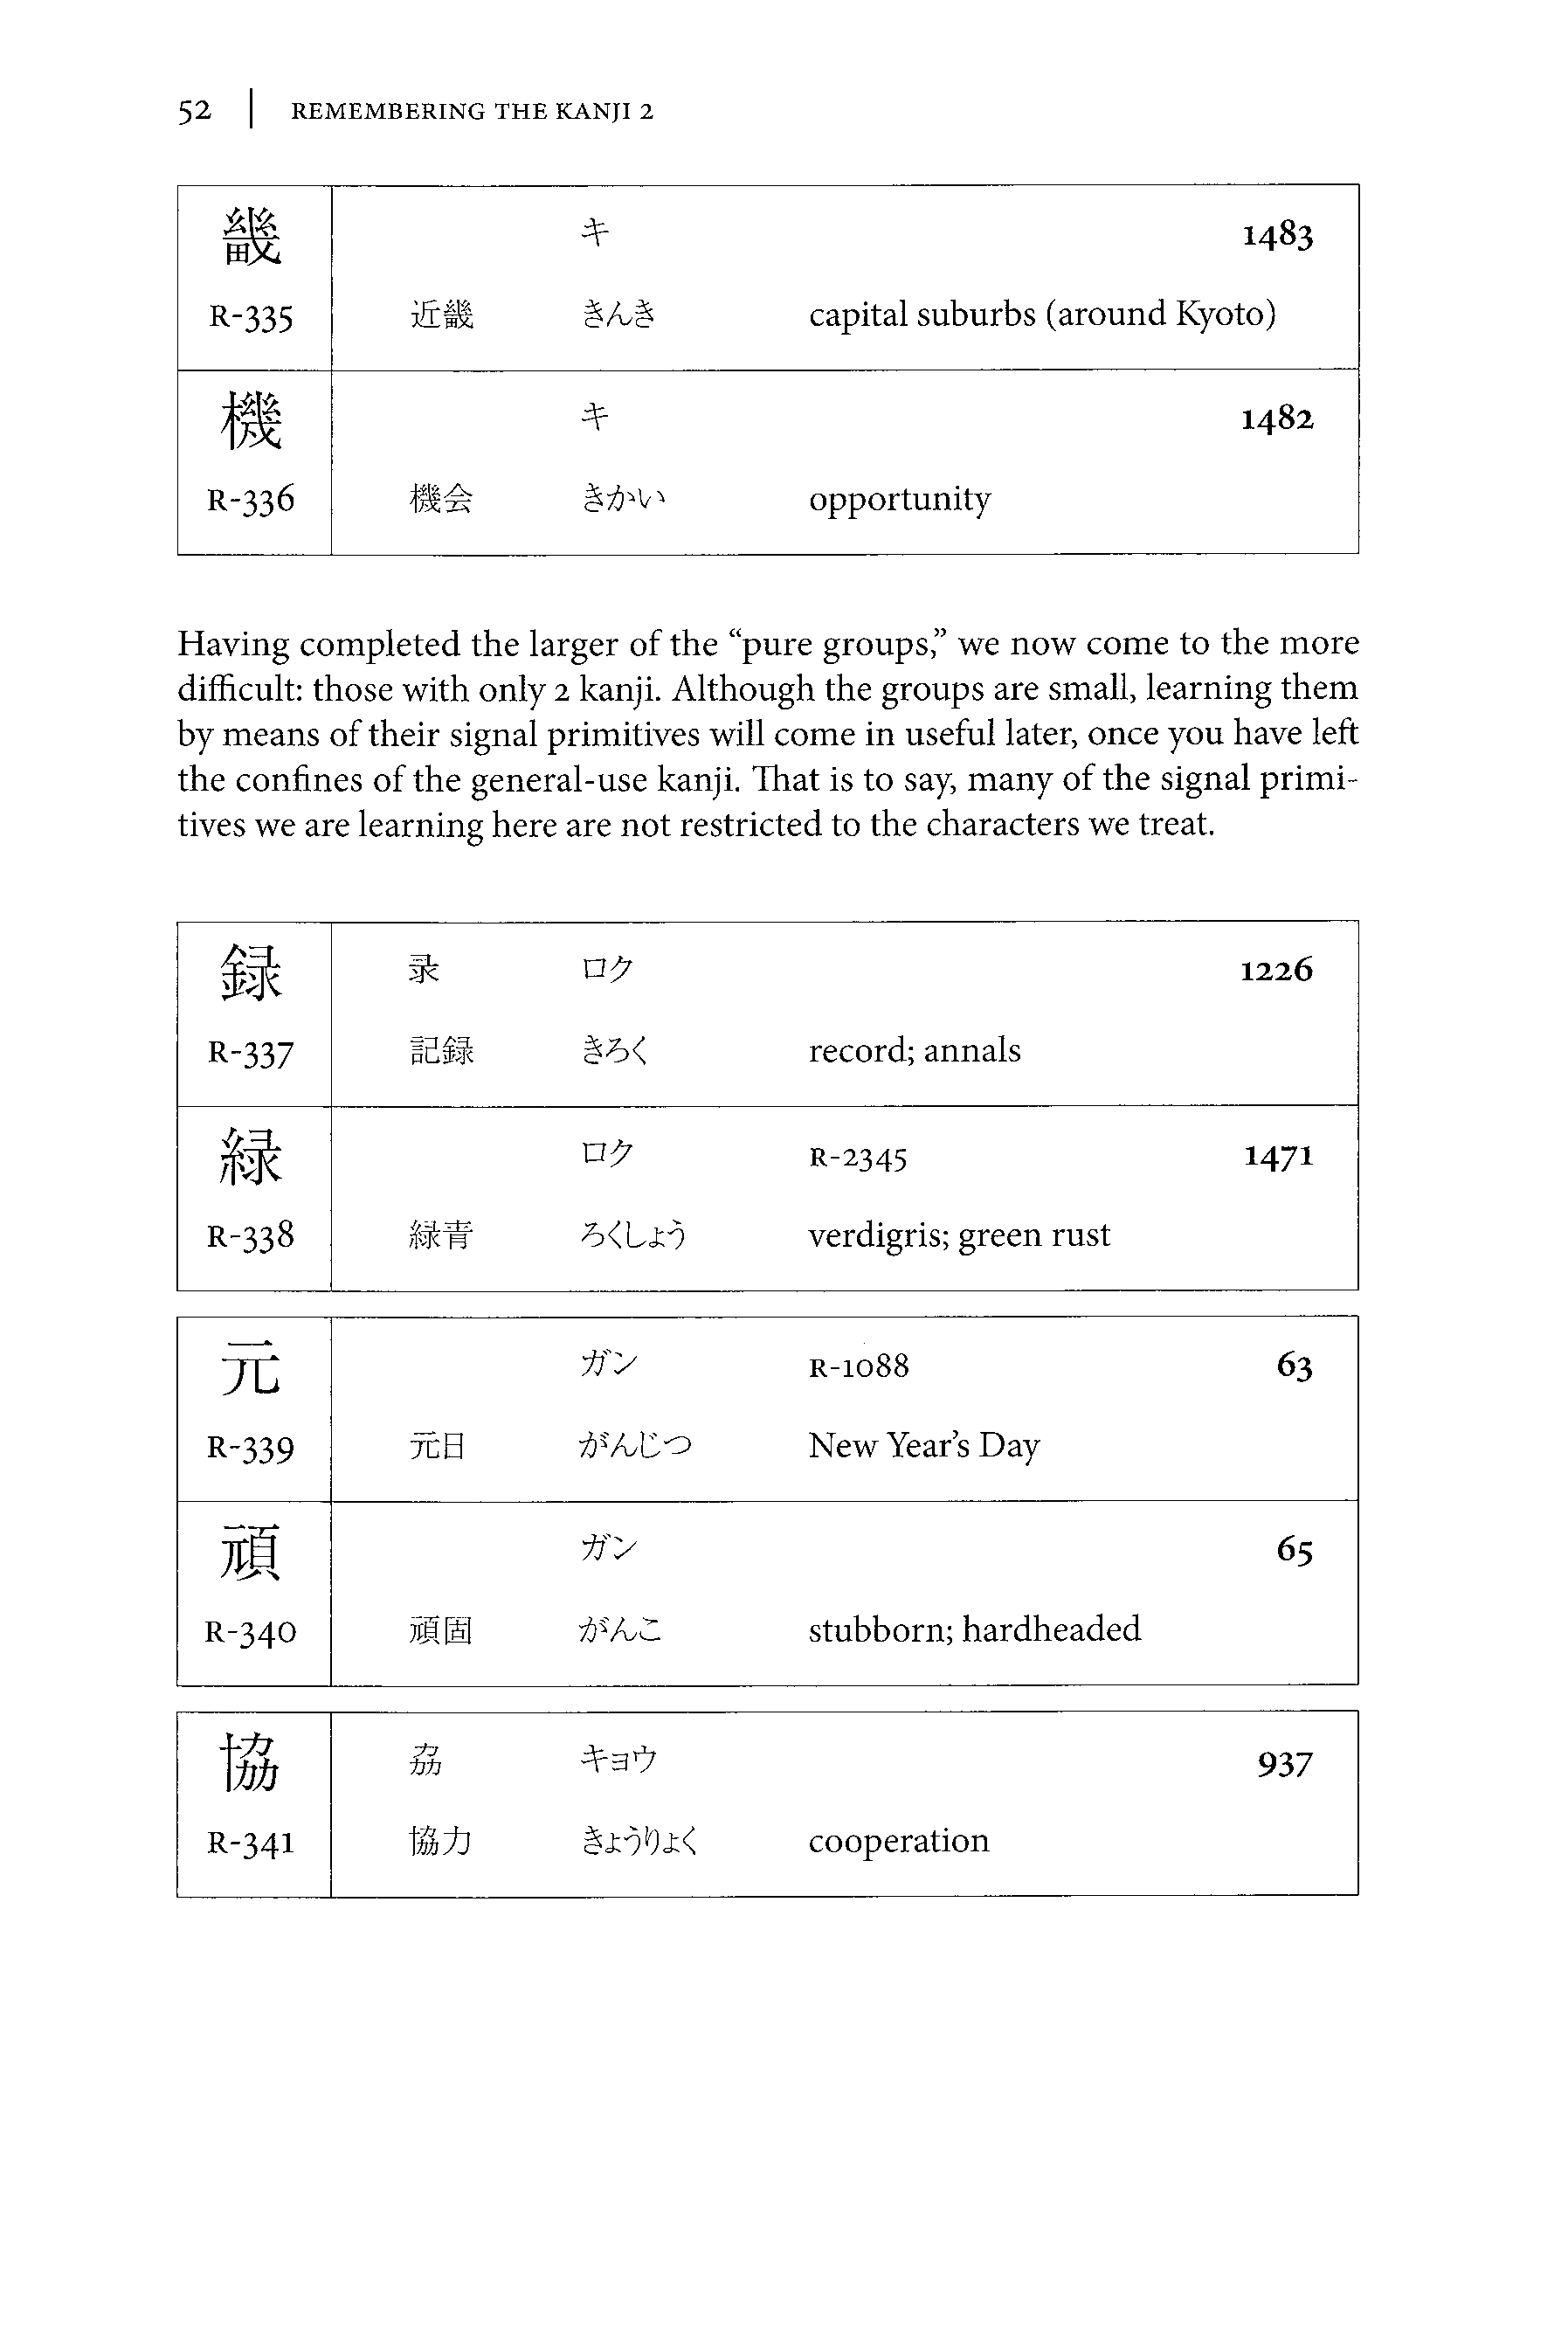 52 | REMEMBERING THE KANJI 2
畿 キ 1483
R-335 近畿 きんき capital suburbs (around Kyoto)
機 キ 1482
R-336 機会 きかい opportunity
Having completed the larger of the “pure groups,” we now come to the more
difficult: those with only 2 kanji. Although the groups are small, learning them
by means of their signal primitives will come in useful later, once you have left
the confines of the general-use kanji. That is to say, many of the signal primi-
tives we are learning here are not restricted to the characters we treat.
録 录 ロク 1226
R-337 記録 きろく record; annals
緑 ロク R-2345 1471
R-338 緑青 ろくしょう verdigris; green rust
元 ガン R-1088 63
R-339 元日 がんじつ New Year’s Day
頑 ガン 65
R-340 頑固 がんこ stubborn; hardheaded
協 劦 キョウ 937
R-341 協力 きょうりょく cooperation